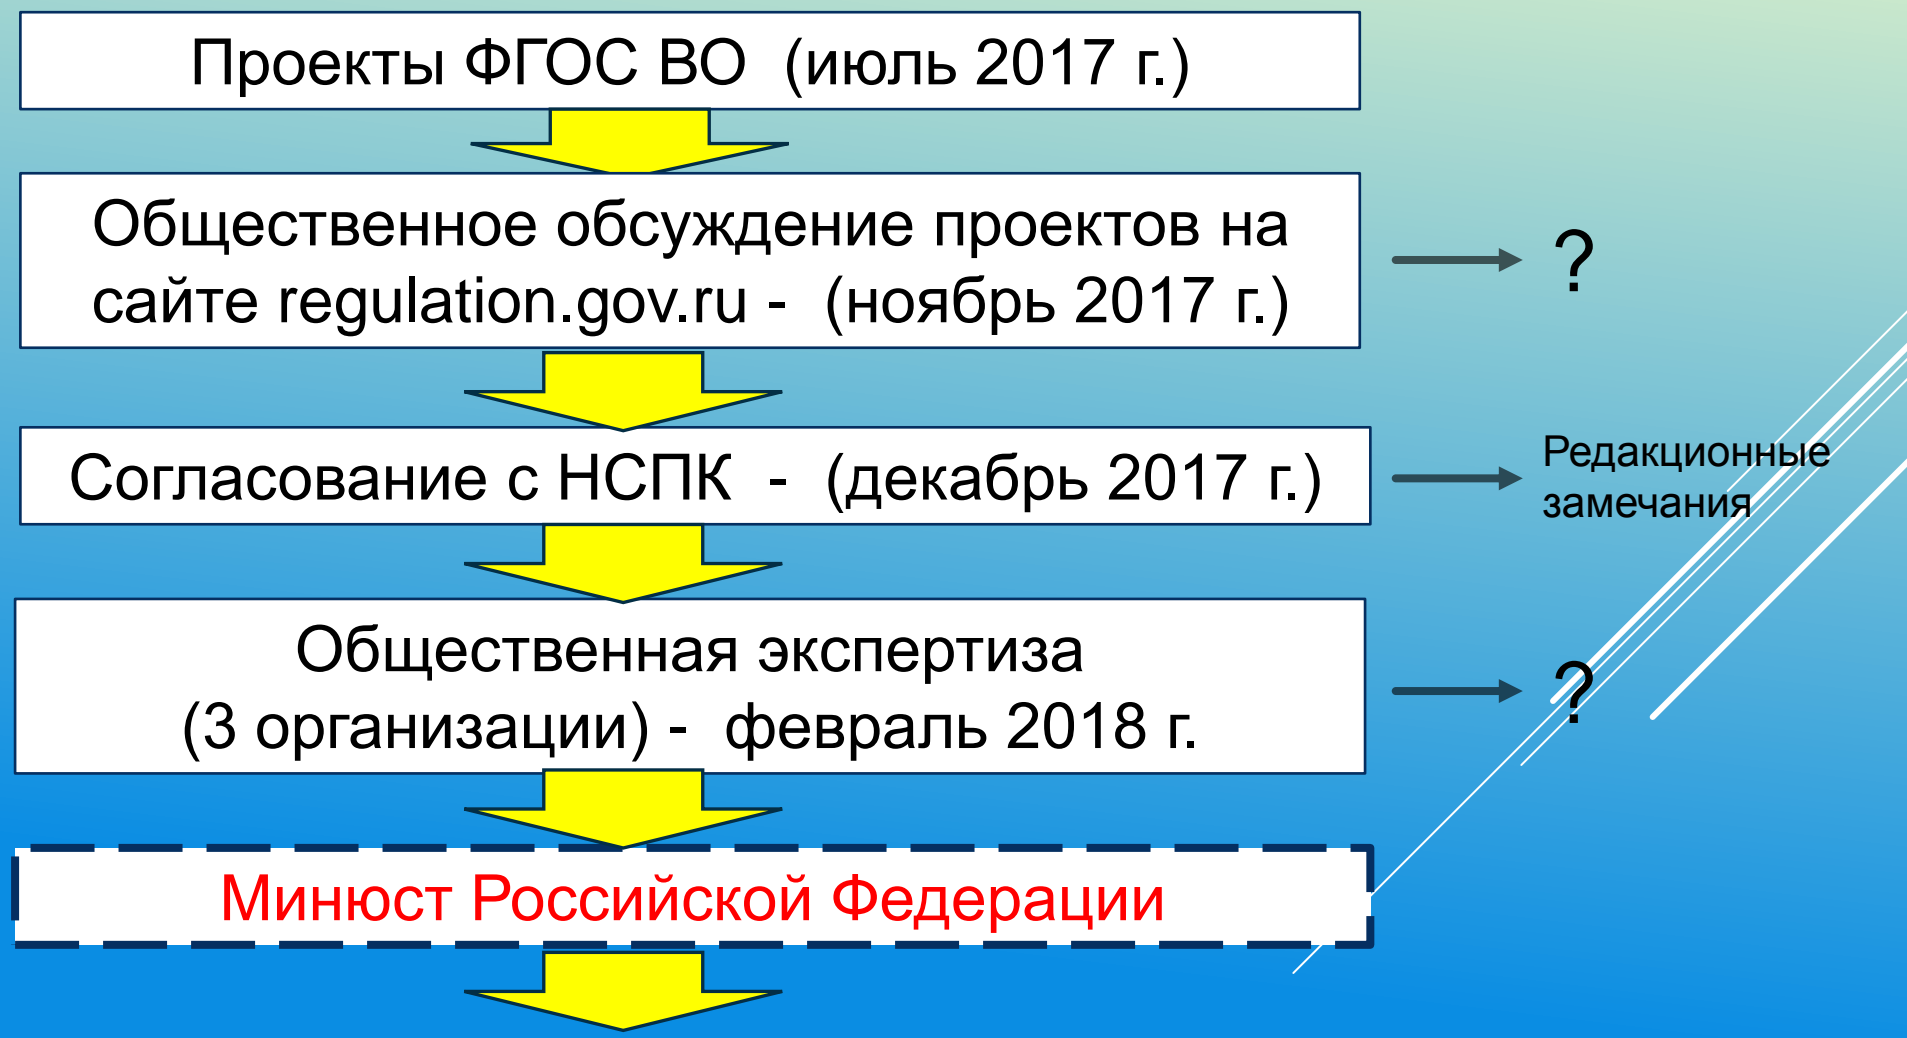 Проекты ФГОС ВО (июль 2017 г.)
Общественное обсуждение проектов на
сайте regulation.gov.ru - (ноябрь 2017 г.)
?
Согласование с НСПК - (декабрь 2017 г.)
Редакционные
замечания
Общественная экспертиза
(3 организации) - февраль 2018 г.
?
Минюст Российской Федерации